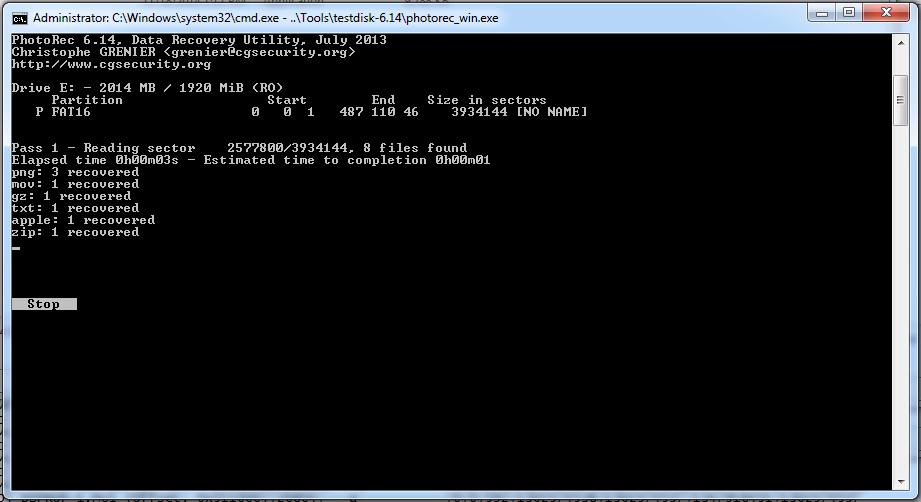 Administrator: C:\Windows\system32\cmd.exe - ..\Tools\testdisk-6.14\photorec_win.exe
PhotoRec 6.14, Data Recovery Utility, July 2013
Christophe GRENIER <grenier@cgsecurity.org>
http://www.cgsecurity.org
Drive E: - 2014 MB / 1920 MiB (RO)
Partition Start End Size in sectors
P FAT16 0 0 1 487 110 46 3934144 [NO NAME]
Pass 1 - Reading sector 2577800/3934144, 8 files found
Elapsed time 0h00m03s - Estimated time to completion 0h00m01
png: 3 recovered
mov: 1 recovered
gz: 1 recovered
txt: 1 recovered
apple: 1 recovered
zip: 1 recovered
Stop